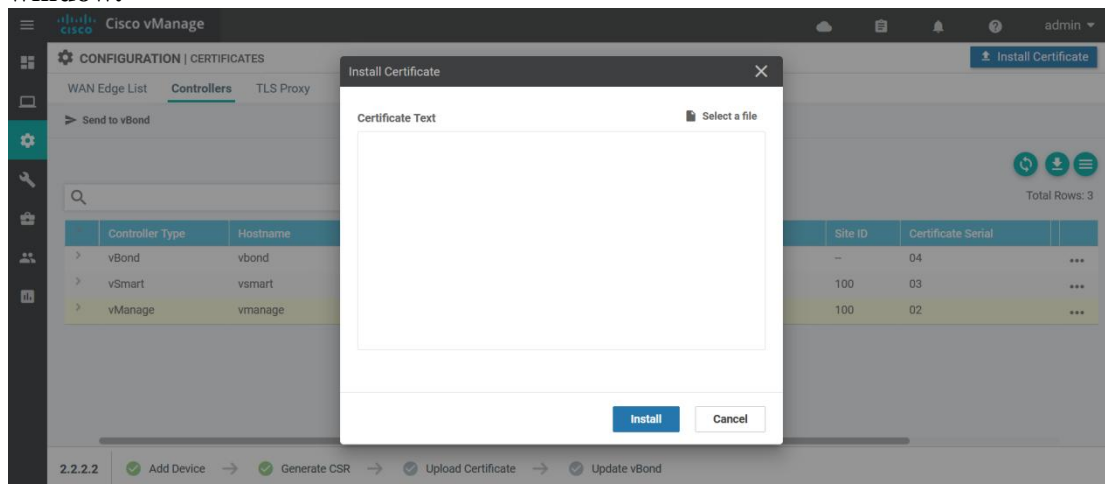 cisco Cisco vManage admin
CONFIGURATION | CERTIFICATES Install Certificate
Install Certificate
WAN Edge List Controllers TLS Proxy
Send to vBond
Certificate Text Select a file
Total Rows: 3
Controller Type Hostname Site ID Certificate Serial
vBond vbond -- 04
vSmart vsmart 100 03
vManage vmanage 100 02
Install Cancel
2.2.2.2 Add Device Generate CSR Upload Certificate Update vBond